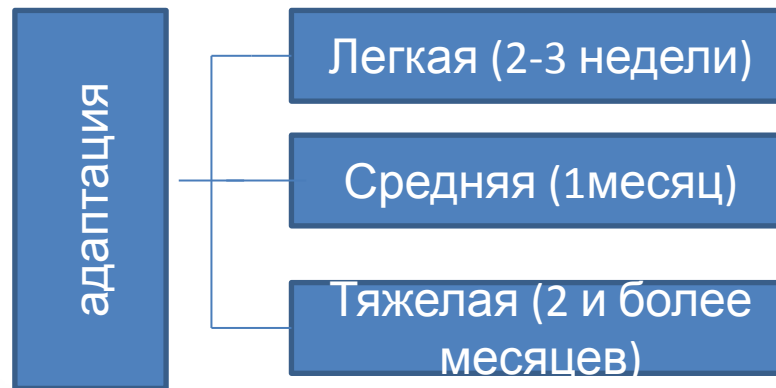 адаптация
Легкая (2-3 недели)
Средняя (1месяц)
Тяжелая (2 и более
месяцев)